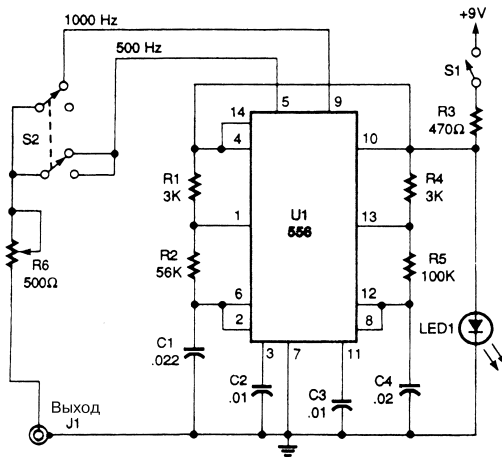 1000 Hz
+9V
500 Hz
S1
5
9
14
S2
4
10
R3
470Ω
R1
3K
R4
3K
U1
1
13
556
R2
56K
R5
100K
R6
500Ω
6
12
2
8
LED1
C1
.022
3
7
11
C2
.01
C3
.01
C4
.02
Выход
J1